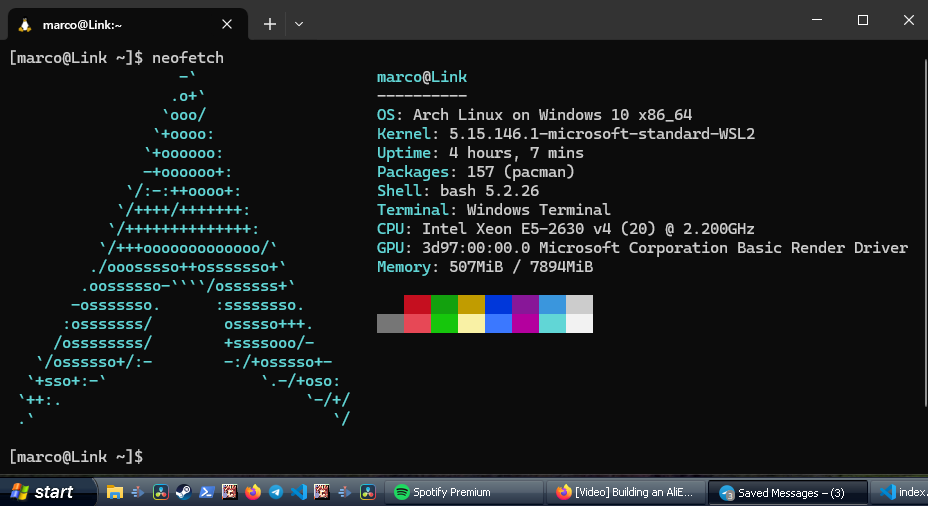 marco@Link:~
[marco@Link ~]$ neofetch
-`
.o+`
`ooo/
`+oooo:
`+oooooo:
-+oooooo+:
`/:-:++oooo+:
`/++++/+++++++:
`/++++++++++++++:
`/+++ooooooooooooo/`
./ooosssso++osssssso+`
.oossssso-````/ossssss+`
-osssssso. :ssssssso.
:osssssss/ osssso+++.
/ossssssss/ +ssssooo/-
`/ossssso+/:- -:/+osssso+-
`+sso+:-` `.-/+oso:
`++:. `-/+/
.` `/
marco@Link
----------
OS: Arch Linux on Windows 10 x86_64
Kernel: 5.15.146.1-microsoft-standard-WSL2
Uptime: 4 hours, 7 mins
Packages: 157 (pacman)
Shell: bash 5.2.26
Terminal: Windows Terminal
CPU: Intel Xeon E5-2630 v4 (20) @ 2.200GHz
GPU: 3d97:00:00.0 Microsoft Corporation Basic Render Driver
Memory: 507MiB / 7894MiB
[marco@Link ~]$
start
Spotify Premium
[Video] Building an AliE...
Saved Messages – (3)
index.